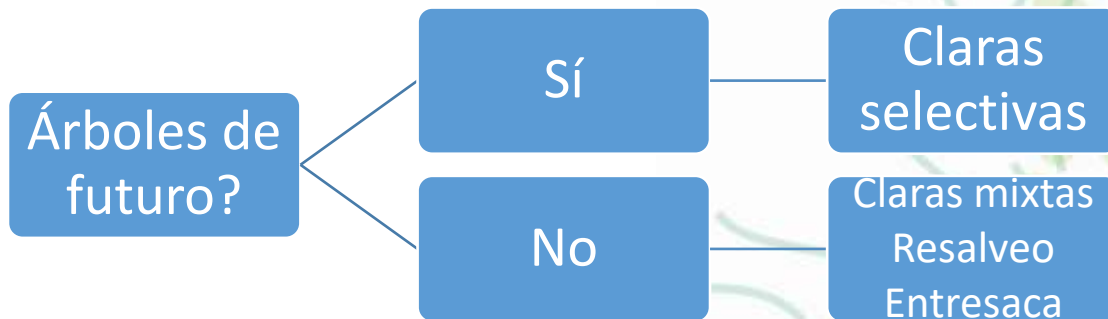 Árboles de
futuro?
Sí
Claras
selectivas
No
Claras mixtas
Resalveo
Entresaca